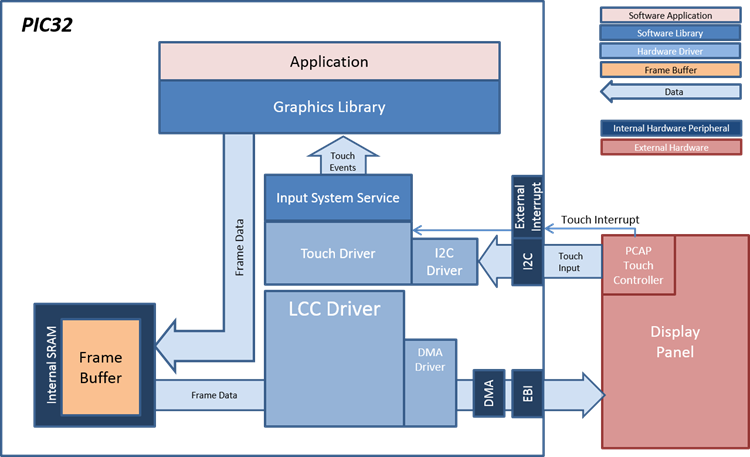 PIC32
Application
Graphics Library
Touch
Events
Input System Service
Touch Driver
I2C
Driver
External
Interrupt
I2C
Touch Interrupt
Touch
Input
PCAP
Touch
Controller
Display
Panel
Frame Data
LCC Driver
DMA
Driver
DMA
EBI
Internal SRAM
Frame
Buffer
Frame Data
Software Application
Software Library
Hardware Driver
Frame Buffer
Data
Internal Hardware Peripheral
External Hardware